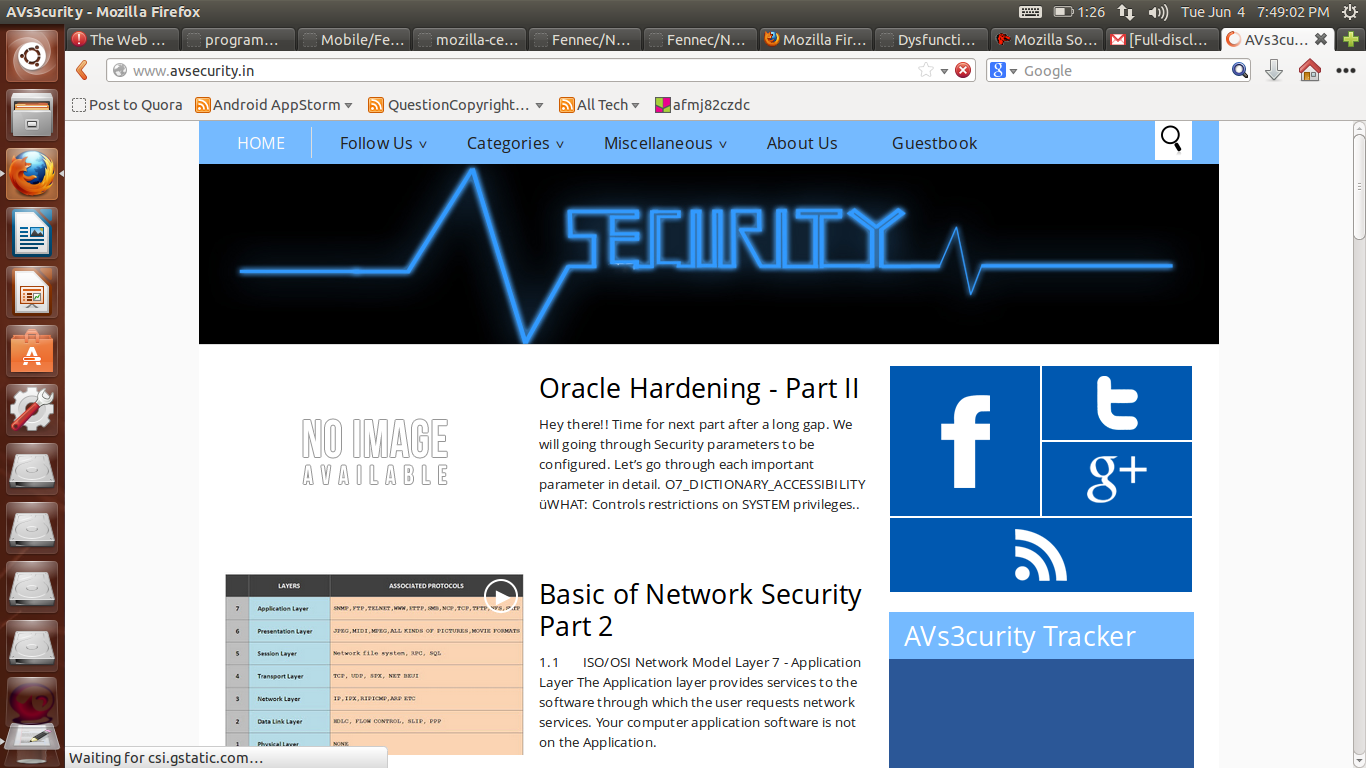 AVs3curity - Mozilla Firefox
1:26
Tue Jun 4
7:49:02 PM
The Web ...
program...
Mobile/Fe...
mozilla-ce...
Fennec/N...
Fennec/N...
Mozilla Fir...
Dysfuncti...
Mozilla So...
[Full-discl...
AVs3cu...
www.avsecurity.in
Google
Post to Quora
Android AppStorm
QuestionCopyright...
All Tech
afmj82czdc
HOME
Follow Us
Categories
Miscellaneous
About Us
Guestbook
SECURITY
NO IMAGE
AVAILABLE
Oracle Hardening - Part II
Hey there!! Time for next part after a long gap. We
will going through Security parameters to be
configured. Let's go through each important
parameter in detail. O7_DICTIONARY_ACCESSIBILITY
üWHAT: Controls restrictions on SYSTEM privileges..
f
t
g+
LAYERS
ASSOCIATED PROTOCOLS
7 Application Layer SNMP,FTP,TELNET,WWW,HTTP,SMB,NCP,TCP,TFTP,NFS,
6 Presentation Layer JPEG,MIDI,MPEG,ALL KINDS OF PICTURES,MOVIE FORMATS
5 Session Layer Network file system, RPC, SQL
4 Transport Layer TCP, UDP, SPX, NET BEUI
3 Network Layer IP,IPX,RIPICMP,ARP ETC
2 Data Link Layer HDLC, FLOW CONTROL, SLIP, PPP
1 Physical Layer NONE
Basic of Network Security
Part 2
1.1 ISO/OSI Network Model Layer 7 - Application
Layer The Application layer provides services to the
software through which the user requests network
services. Your computer application software is not
on the Application.
AVs3curity Tracker
Waiting for csi.gstatic.com...